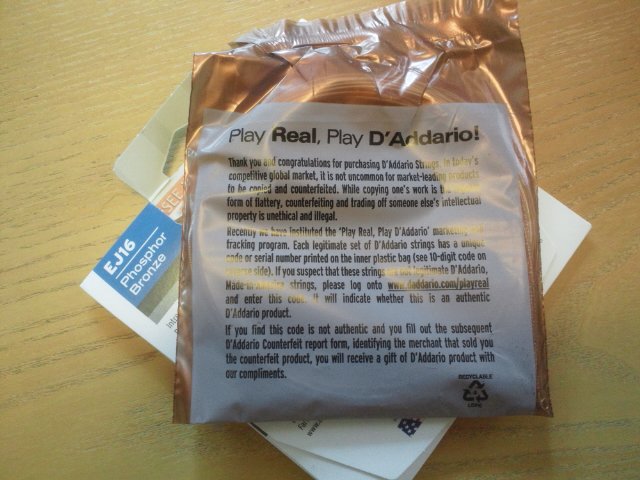 Play Real, Play D'Addario!
Thank you and congratulations for purchasing D'Addario Strings. In today's
competitive global market, it is not uncommon for market-leading products
to be copied and counterfeited. While copying one's work is the
form of flattery, counterfeiting and trading off someone else's intellectual
property is unethical and illegal.
Recently we have instituted the 'Play Real, Play D'Addario' marketing and
tracking program. Each legitimate set of D'Addario strings has a unique
code or serial number printed on the inner plastic bag (see 10-digit code on
reverse side). If you suspect that these strings are not legitimate D'Addario,
Made-In-America strings, please log onto www.daddario.com/playreal
and enter this code. It will indicate whether this is an authentic
D'Addario product.
If you find this code is not authentic and you fill out the subsequent
D'Addario Counterfeit report form, identifying the merchant that sold you
the counterfeit product, you will receive a gift of D'Addario product with
our compliments.
RECYCLABLE
EJ16
Phosphor
Bronze
SEE